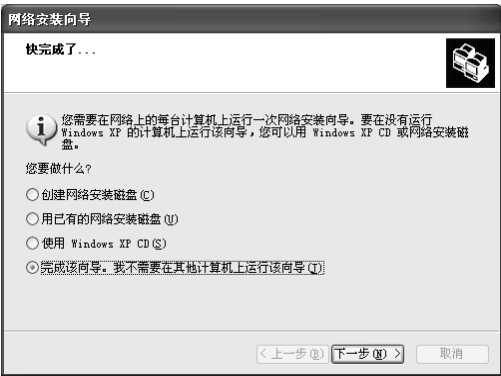 网络安装向导
快完成了...
您需要在网络上的每台计算机上运行一次网络安装向导。要在没有运行
Windows XP 的计算机上运行该向导，您可以用 Windows XP CD 或网络安装磁
盘。
您要做什么?
创建网络安装磁盘(C)
用已有的网络安装磁盘(U)
使用 Windows XP CD(S)
完成该向导。我不需要在其他计算机上运行该向导(J)
<上一步(B) 下一步(N)> 取消